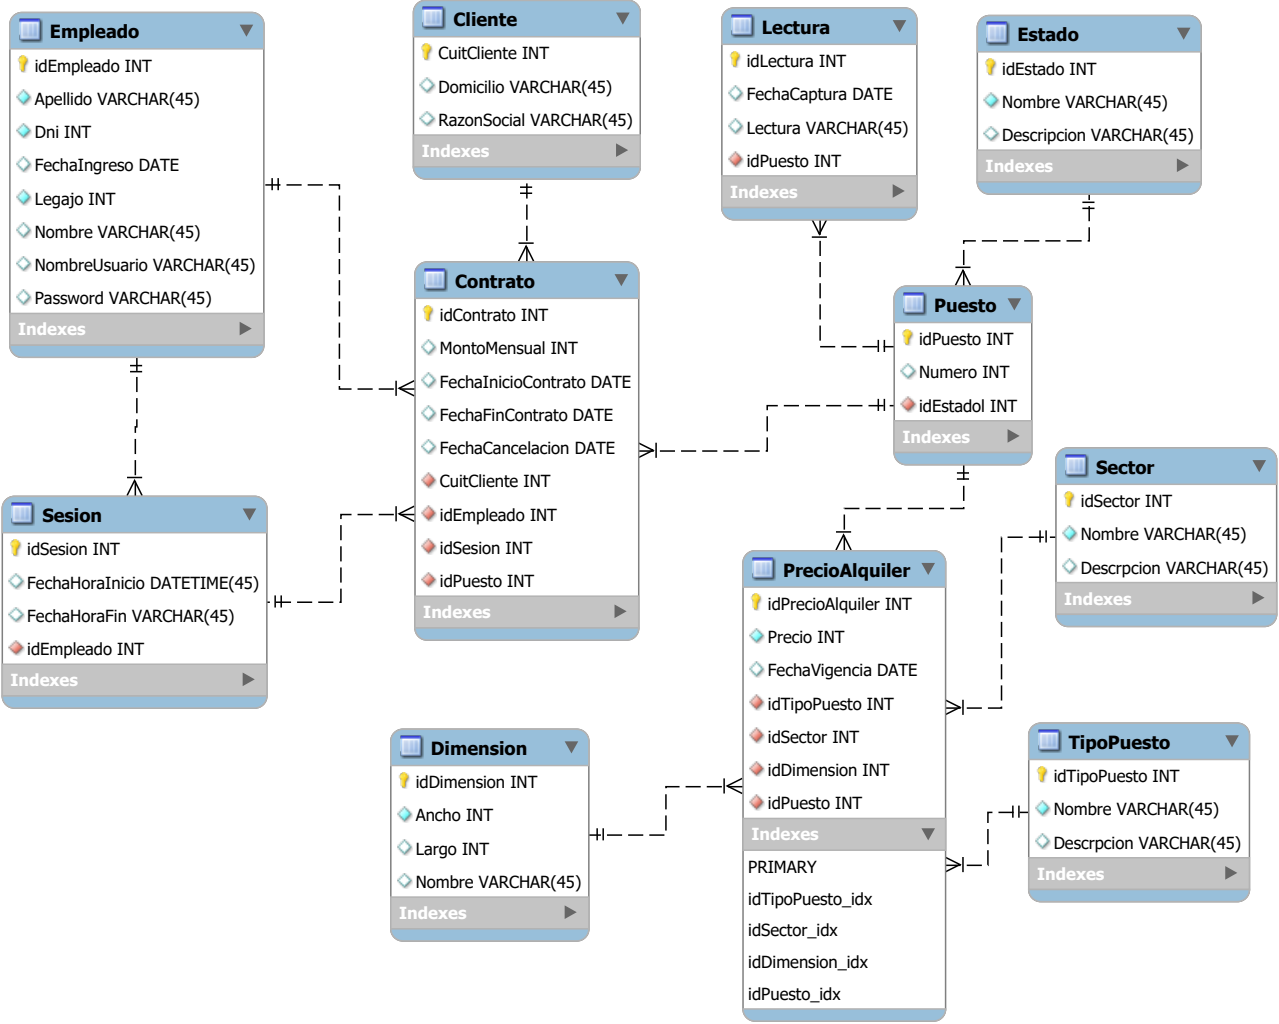 Empleado
idEmpleado INT
Apellido VARCHAR(45)
Dni INT
FechaIngreso DATE
Legajo INT
Nombre VARCHAR(45)
NombreUsuario VARCHAR(45)
Password VARCHAR(45)
Indexes
Cliente
CuitCliente INT
Domicilio VARCHAR(45)
RazonSocial VARCHAR(45)
Indexes
Lectura
idLectura INT
FechaCaptura DATE
Lectura VARCHAR(45)
idPuesto INT
Indexes
Estado
idEstado INT
Nombre VARCHAR(45)
Descripcion VARCHAR(45)
Indexes
Contrato
idContrato INT
MontoMensual INT
FechaInicioContrato DATE
FechaFinContrato DATE
FechaCancelacion DATE
CuitCliente INT
idEmpleado INT
idSesion INT
idPuesto INT
Indexes
Puesto
idPuesto INT
Numero INT
idEstadol INT
Indexes
Sesion
idSesion INT
FechaHoraInicio DATETIME(45)
FechaHoraFin VARCHAR(45)
idEmpleado INT
Indexes
Sector
idSector INT
Nombre VARCHAR(45)
Descrpcion VARCHAR(45)
Indexes
PrecioAlquiler
idPrecioAlquiler INT
Precio INT
FechaVigencia DATE
idTipoPuesto INT
idSector INT
idDimension INT
idPuesto INT
Indexes
PRIMARY
idTipoPuesto_idx
idSector_idx
idDimension_idx
idPuesto_idx
Dimension
idDimension INT
Ancho INT
Largo INT
Nombre VARCHAR(45)
Indexes
TipoPuesto
idTipoPuesto INT
Nombre VARCHAR(45)
Descrpcion VARCHAR(45)
Indexes